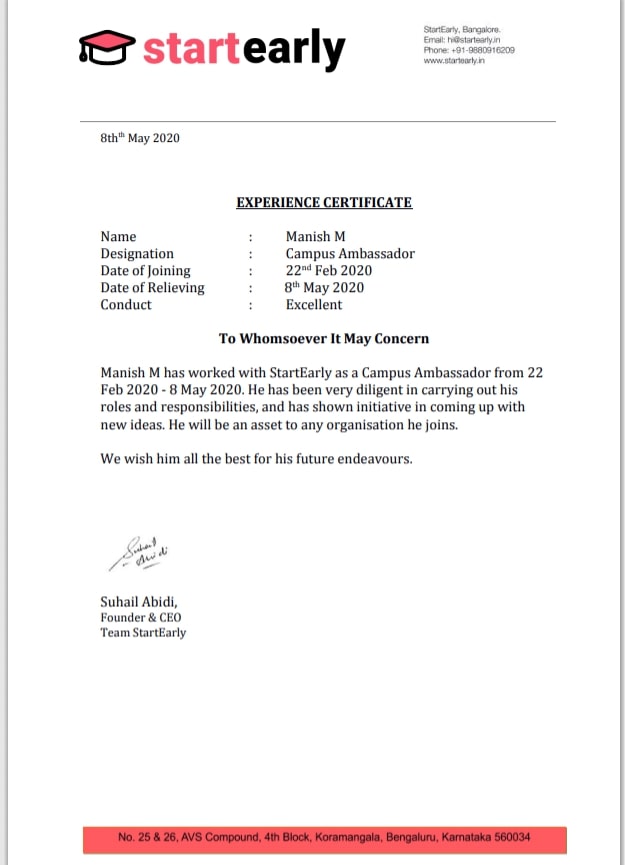 startearly
StartEarly, Bangalore.
Email: hi@startearly.in
Phone: +91-9880916209
www.startearly.in
8thth May 2020
EXPERIENCE CERTIFICATE
Name : Manish M
Designation : Campus Ambassador
Date of Joining : 22nd Feb 2020
Date of Relieving : 8th May 2020
Conduct : Excellent
To Whomsoever It May Concern
Manish M has worked with StartEarly as a Campus Ambassador from 22
Feb 2020 - 8 May 2020. He has been very diligent in carrying out his
roles and responsibilities, and has shown initiative in coming up with
new ideas. He will be an asset to any organisation he joins.
We wish him all the best for his future endeavours.
Suhail
Abidi
Suhail Abidi,
Founder & CEO
Team StartEarly
No. 25 & 26, AVS Compound, 4th Block, Koramangala, Bengaluru, Karnataka 560034